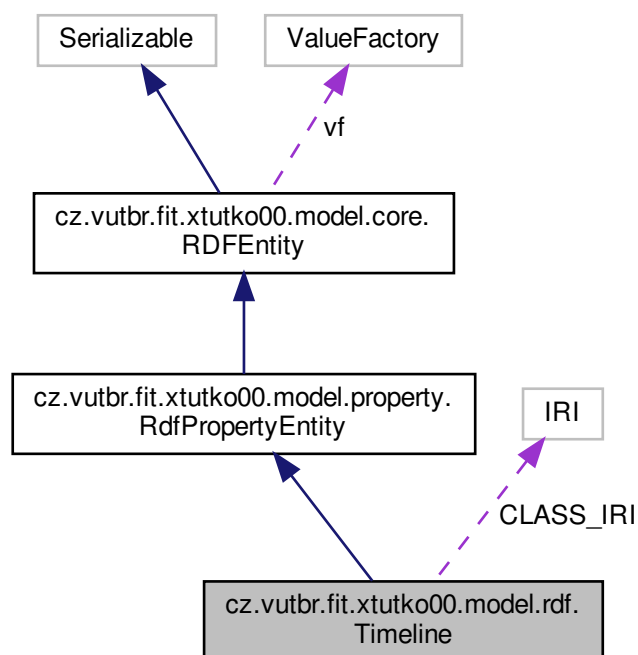 Serializable
ValueFactory
vf
cz.vutbr.fit.xtutko00.model.core.
RDFEntity
cz.vutbr.fit.xtutko00.model.property.
RdfPropertyEntity
IRI
CLASS_IRI
cz.vutbr.fit.xtutko00.model.rdf.
Timeline